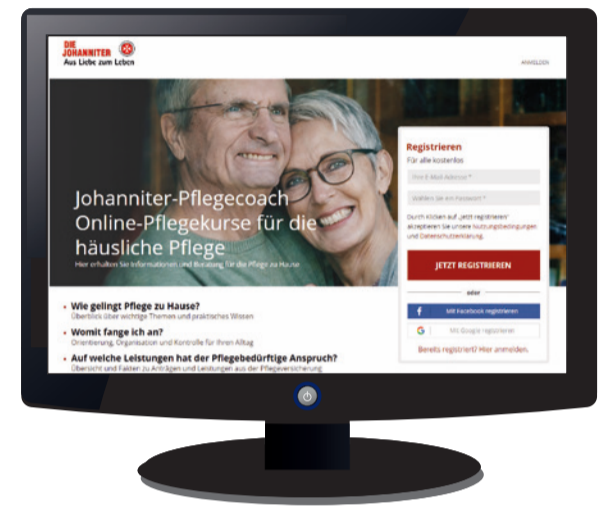 DIE
JOHANNITER
Aus Liebe zum Leben
ANMELDEN
Johanniter-Pflegecoach
Online-Pflegekurse für die
häusliche Pflege
Hier erhalten Sie Informationen und Beratung für die Pflege zu Hause
Registrieren
Für alle kostenlos
Ihre E-Mail-Adresse *
Wählen Sie ein Passwort *
Durch Klicken auf „Jetzt registrieren“
akzeptieren Sie unsere Nutzungsbedingungen
und Datenschutzerklärung.
JETZT REGISTRIEREN
oder
Mit Facebook registrieren
Mit Google registrieren
Bereits registriert? Hier anmelden.
Wie gelingt Pflege zu Hause?
Überblick über wichtige Themen und praktisches Wissen
Womit fange ich an?
Orientierung, Organisation und Kontrolle für Ihren Alltag
Auf welche Leistungen hat der Pflegebedürftige Anspruch?
Übersicht und Fakten zu Anträgen und Leistungen aus der Pflegeversicherung